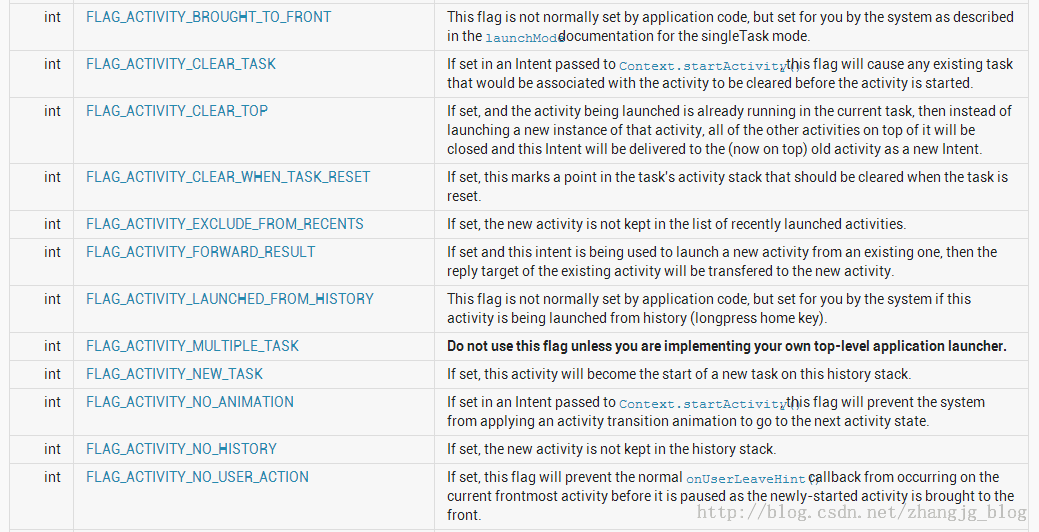 int FLAG_ACTIVITY_BROUGHT_TO_FRONT This flag is not normally set by application code, but set for you by the system as described
in the launchMode documentation for the singleTask mode.
int FLAG_ACTIVITY_CLEAR_TASK If set in an Intent passed to Context.startActivity(), this flag will cause any existing task
that would be associated with the activity to be cleared before the activity is started.
int FLAG_ACTIVITY_CLEAR_TOP If set, and the activity being launched is already running in the current task, then instead of
launching a new instance of that activity, all of the other activities on top of it will be
closed and this Intent will be delivered to the (now on top) old activity as a new Intent.
int FLAG_ACTIVITY_CLEAR_WHEN_TASK_RESET If set, this marks a point in the task's activity stack that should be cleared when the task is
reset.
int FLAG_ACTIVITY_EXCLUDE_FROM_RECENTS If set, the new activity is not kept in the list of recently launched activities.
int FLAG_ACTIVITY_FORWARD_RESULT If set and this intent is being used to launch a new activity from an existing one, then the
reply target of the existing activity will be transfered to the new activity.
int FLAG_ACTIVITY_LAUNCHED_FROM_HISTORY This flag is not normally set by application code, but set for you by the system if this
activity is being launched from history (longpress home key).
int FLAG_ACTIVITY_MULTIPLE_TASK Do not use this flag unless you are implementing your own top-level application launcher.
int FLAG_ACTIVITY_NEW_TASK If set, this activity will become the start of a new task on this history stack.
int FLAG_ACTIVITY_NO_ANIMATION If set in an Intent passed to Context.startActivity(), this flag will prevent the system
from applying an activity transition animation to go to the next activity state.
int FLAG_ACTIVITY_NO_HISTORY If set, the new activity is not kept in the history stack.
int FLAG_ACTIVITY_NO_USER_ACTION If set, this flag will prevent the normal onUserLeaveHint() callback from occurring on the
current frontmost activity before it is paused as the newly-started activity is brought to the
front.
http://blog.csdn.net/zhangjg_blog